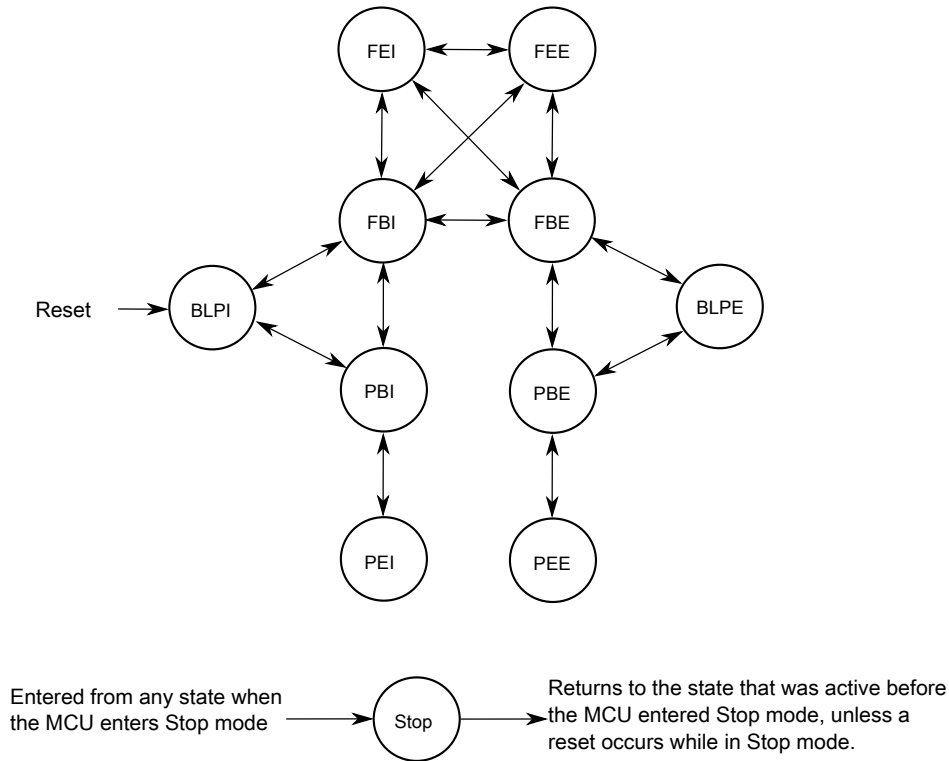 FEI
FEE
FBI
FBE
Reset
BLPI
BLPE
PBI
PBE
PEI
PEE
Entered from any state when
the MCU enters Stop mode
Stop
Returns to the state that was active before
the MCU entered Stop mode, unless a
reset occurs while in Stop mode.